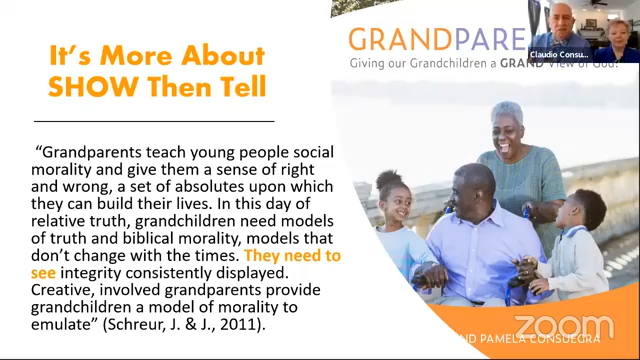 It's More About
SHOW Then Tell
“Grandparents teach young people social
morality and give them a sense of right
and wrong, a set of absolutes upon which
they can build their lives. In this day of
relative truth, grandchildren need models
of truth and biblical morality, models that
don't change with the times. They need to
see integrity consistently displayed.
Creative, involved grandparents provide
grandchildren a model of morality to
emulate” (Schreur, J. & J., 2011).
GRANDPARE
Giving our Grandchildren a GRAND View of God!
Claudio Consu...
ND PAMELA CONSUEGRA
zoom